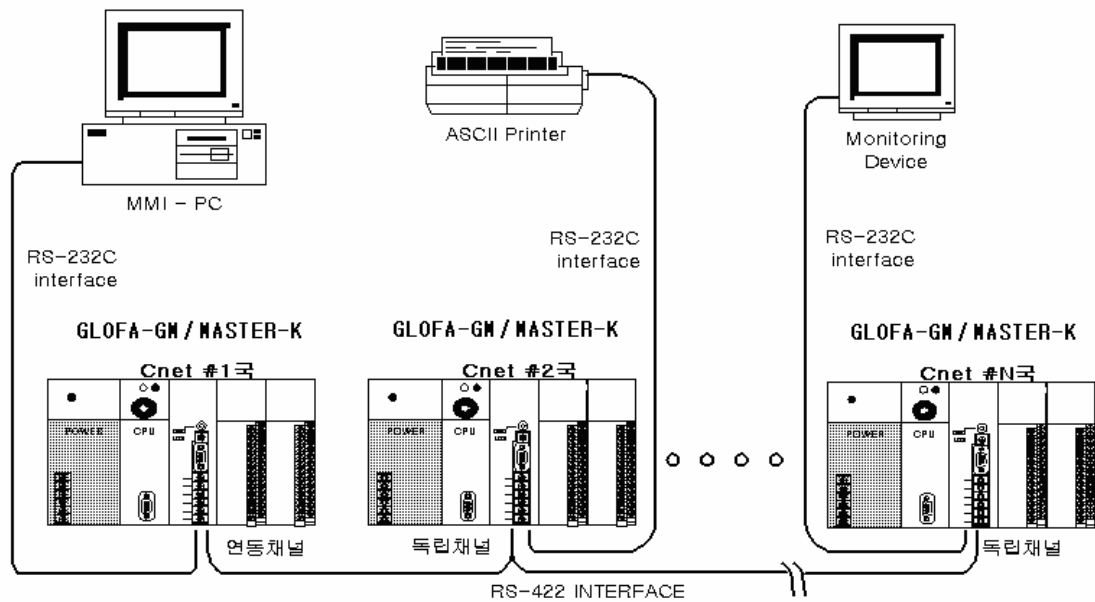 ASCII Printer
Monitoring
Device
MMI - PC
RS-232C
interface
RS-232C
interface
RS-232C
interface
GLOFA-GM / MASTER-K
Cnet #1국
GLOFA-GM / MASTER-K
Cnet #2국
GLOFA-GM / MASTER-K
Cnet #N국
POWER
CPU
POWER
CPU
POWER
CPU
연동채널
독립채널
독립채널
RS-422 INTERFACE